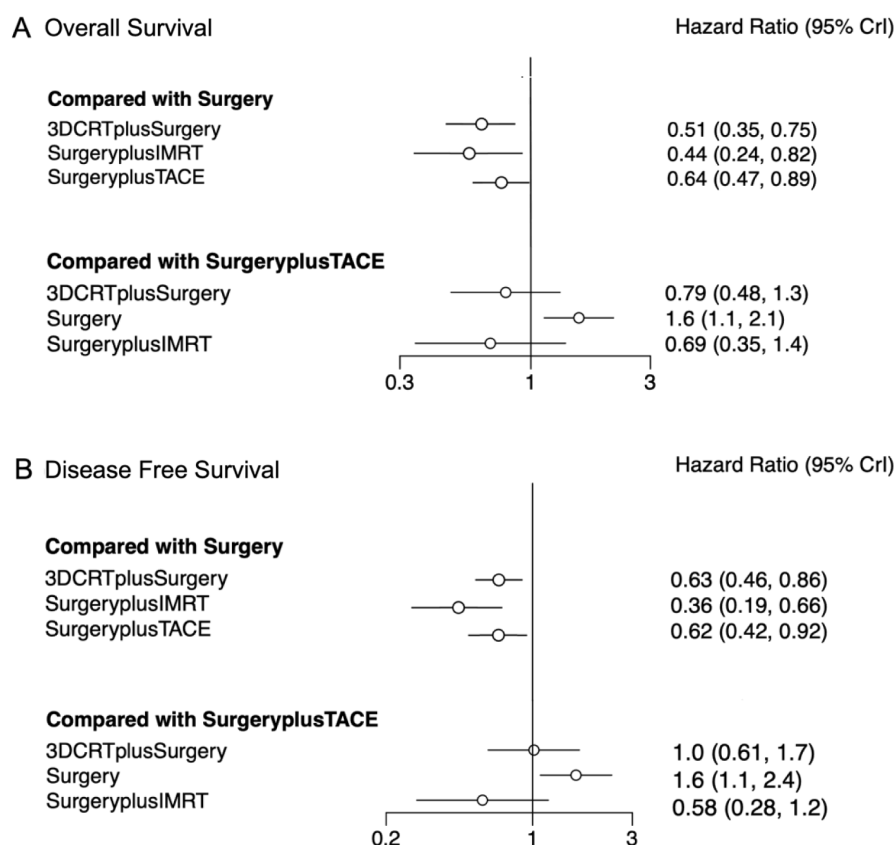 A Overall Survival Hazard Ratio (95% CrI)
Compared with Surgery
3DCRTplusSurgery 0.51 (0.35, 0.75)
SurgeryplusIMRT 0.44 (0.24, 0.82)
SurgeryplusTACE 0.64 (0.47, 0.89)
Compared with SurgeryplusTACE
3DCRTplusSurgery 0.79 (0.48, 1.3)
Surgery 1.6 (1.1, 2.1)
SurgeryplusIMRT 0.69 (0.35, 1.4)
0.3 1 3
B Disease Free Survival Hazard Ratio (95% CrI)
Compared with Surgery
3DCRTplusSurgery 0.63 (0.46, 0.86)
SurgeryplusIMRT 0.36 (0.19, 0.66)
SurgeryplusTACE 0.62 (0.42, 0.92)
Compared with SurgeryplusTACE
3DCRTplusSurgery 1.0 (0.61, 1.7)
Surgery 1.6 (1.1, 2.4)
SurgeryplusIMRT 0.58 (0.28, 1.2)
0.2 1 3